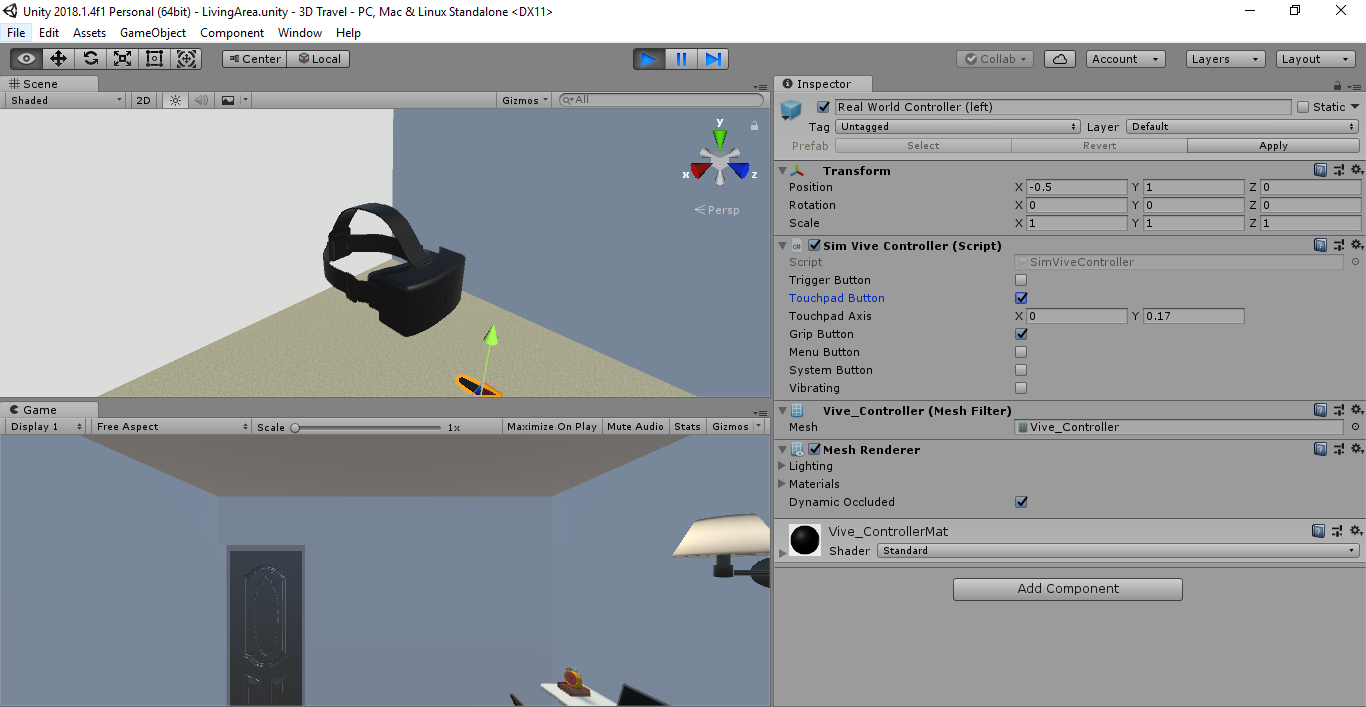 Unity 2018.1.4f1 Personal (64bit) - LivingArea.unity - 3D Travel - PC, Mac & Linux Standalone <DX11>
File Edit Assets GameObject Component Window Help
Center Local Collab Account Layers Layout
Scene
Shaded 2D Gizmos All
y
x z
Persp
Game
Display 1 Free Aspect Scale 1x Maximize On Play Mute Audio Stats Gizmos
Inspector
Real World Controller (left) Static
Tag Untagged Layer Default
Prefab Select Revert Apply
Transform
Position X -0.5 Y 1 Z 0
Rotation X 0 Y 0 Z 0
Scale X 1 Y 1 Z 1
Sim Vive Controller (Script)
Script SimViveController
Trigger Button
Touchpad Button
Touchpad Axis X 0 Y 0.17
Grip Button
Menu Button
System Button
Vibrating
Vive_Controller (Mesh Filter)
Mesh Vive_Controller
Mesh Renderer
Lighting
Materials
Dynamic Occluded
Vive_ControllerMat
Shader Standard
Add Component